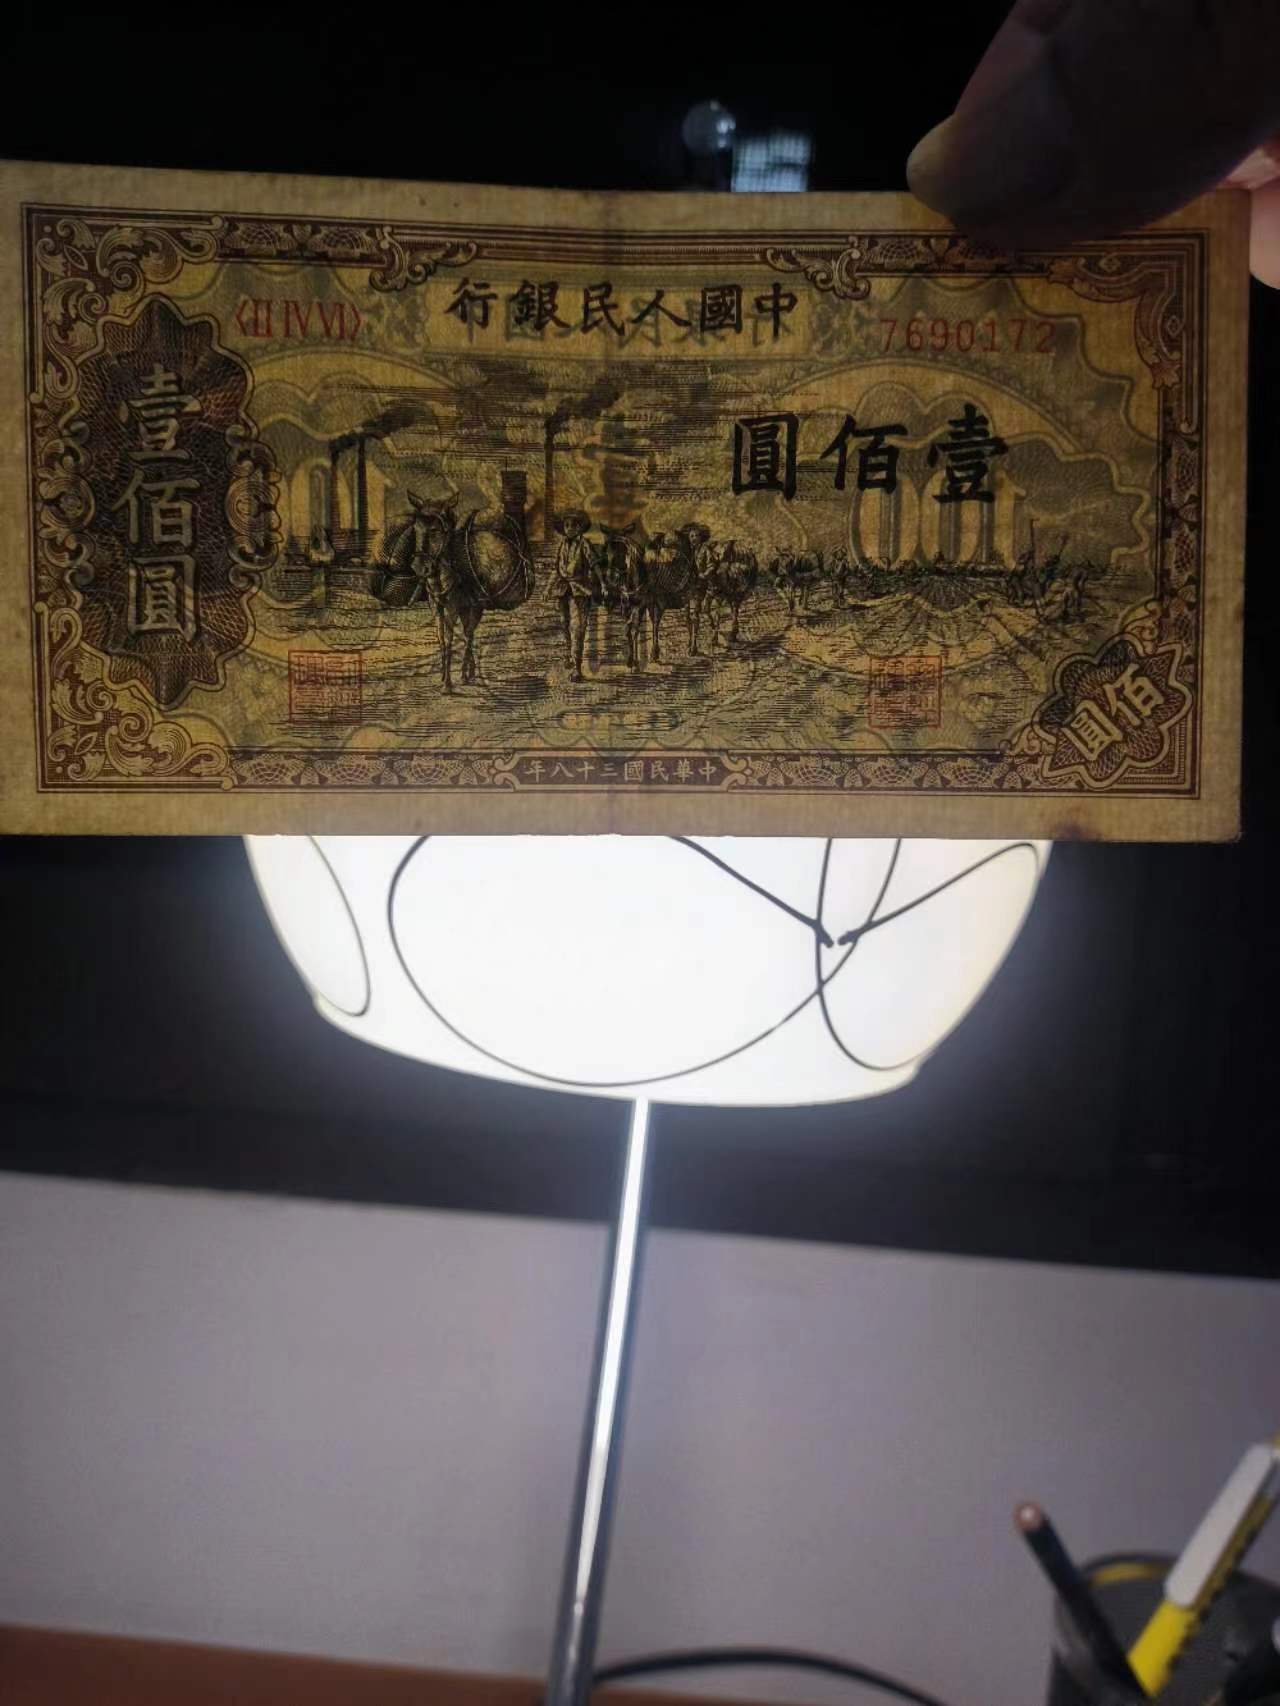 中國人民銀行
〈II IV VI〉
7690172
壹佰圓
壹佰圓
佰圓
中華民國三十八年